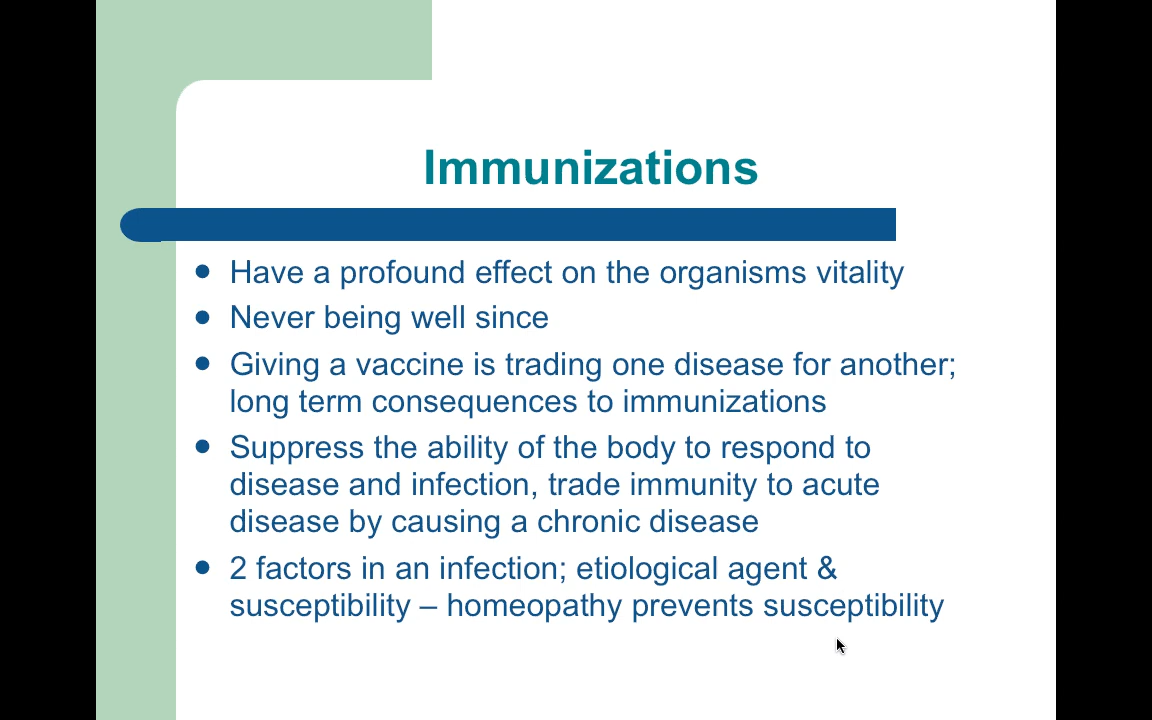 Immunizations
● Have a profound effect on the organisms vitality
● Never being well since
● Giving a vaccine is trading one disease for another;
long term consequences to immunizations
● Suppress the ability of the body to respond to
disease and infection, trade immunity to acute
disease by causing a chronic disease
● 2 factors in an infection; etiological agent &
susceptibility – homeopathy prevents susceptibility